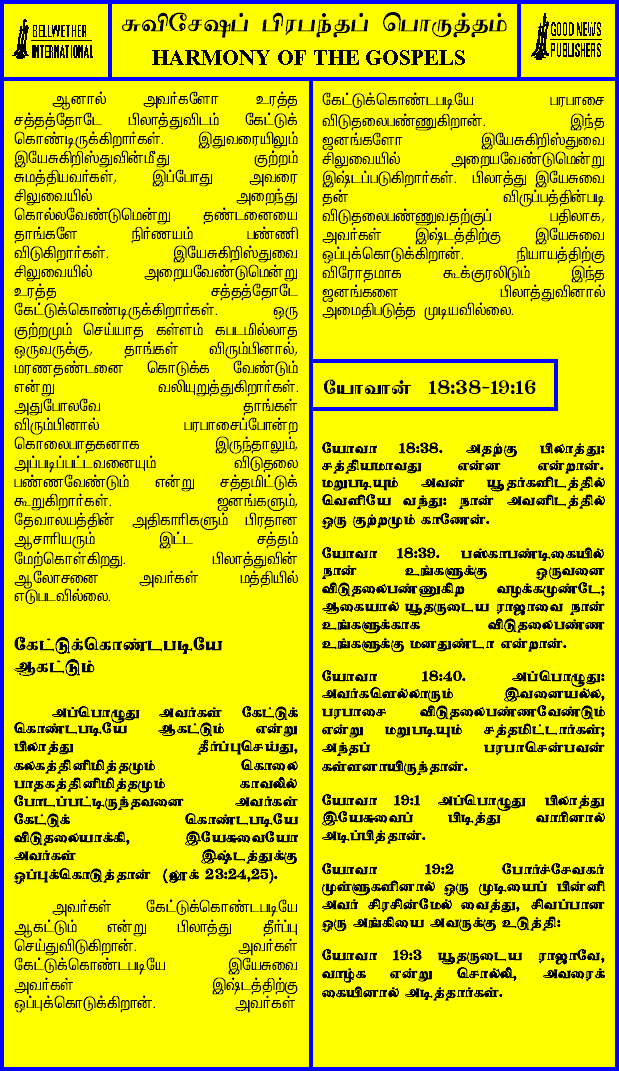 BELLWETHER
INTERNATIONAL
சுவிசேஷப் பிரபந்தப் பொருத்தம்
HARMONY OF THE GOSPELS
GOOD NEWS
PUBLISHERS
ஆனால் அவர்களோ உரத்த
சத்தத்தோடே பிலாத்துவிடம் கேட்டுக்
கொண்டிருக்கிறார்கள். இதுவரையிலும்
இயேசுகிறிஸ்துவின்மீது குற்றம்
சுமத்தியவர்கள், இப்போது அவரை
சிலுவையில் அறைந்து
கொல்லவேண்டுமென்று தண்டனையை
தாங்களே நிர்ணயம் பண்ணி
விடுகிறார்கள். இயேசுகிறிஸ்துவை
சிலுவையில் அறையவேண்டுமென்று
உரத்த சத்தத்தோடே
கேட்டுக்கொண்டிருக்கிறார்கள். ஒரு
குற்றமும் செய்யாத கள்ளம் கபடமில்லாத
ஒருவருக்கு, தாங்கள் விரும்பினால்,
மரணதண்டனை கொடுக்க வேண்டும்
என்று வலியுறுத்துகிறார்கள்.
அதுபோலவே தாங்கள்
விரும்பினால் பரபாசைப்போன்ற
கொலைபாதகனாக இருந்தாலும்,
அப்படிப்பட்டவனையும் விடுதலை
பண்ணவேண்டும் என்று சத்தமிட்டுக்
கூறுகிறார்கள். ஜனங்களும்,
தேவாலயத்தின் அதிகாரிகளும் பிரதான
ஆசாரியரும் இட்ட சத்தம்
மேற்கொள்கிறது. பிலாத்துவின்
ஆலோசனை அவர்கள் மத்தியில்
எடுபடவில்லை.
கேட்டுக்கொண்டபடியே
ஆகட்டும்
அப்பொழுது அவர்கள் கேட்டுக்
கொண்டபடியே ஆகட்டும் என்று
பிலாத்து தீர்ப்புசெய்து,
கலகத்தினிமித்தமும் கொலை
பாதகத்தினிமித்தமும் காவலில்
போடப்பட்டிருந்தவனை அவர்கள்
கேட்டுக் கொண்டபடியே
விடுதலையாக்கி, இயேசுவையோ
அவர்கள் இஷ்டத்துக்கு
ஒப்புக்கொடுத்தான் (லூக் 23:24,25).
அவர்கள் கேட்டுக்கொண்டபடியே
ஆகட்டும் என்று பிலாத்து தீர்ப்பு
செய்துவிடுகிறான். அவர்கள்
கேட்டுக்கொண்டபடியே இயேசுவை
அவர்கள் இஷ்டத்திற்கு
ஒப்புக்கொடுக்கிறான். அவர்கள்
கேட்டுக்கொண்டபடியே பரபாசை
விடுதலைபண்ணுகிறான். இந்த
ஜனங்களோ இயேசுகிறிஸ்துவை
சிலுவையில் அறையவேண்டுமென்று
இஷ்டப்படுகிறார்கள். பிலாத்து இயேசுவை
தன் விருப்பத்தின்படி
விடுதலைபண்ணுவதற்குப் பதிலாக,
அவர்கள் இஷ்டத்திற்கு இயேசுவை
ஒப்புக்கொடுக்கிறான். நியாயத்திற்கு
விரோதமாக கூக்குரலிடும் இந்த
ஜனங்களை பிலாத்துவினால்
அமைதிபடுத்த முடியவில்லை.
யோவான் 18:38-19:16
யோவா 18:38. அதற்கு பிலாத்து:
சத்தியமாவது என்ன என்றான்.
மறுபடியும் அவன் யூதர்களிடத்தில்
வெளியே வந்து: நான் அவனிடத்தில்
ஒரு குற்றமும் காணேன்.
யோவா 18:39. பஸ்காபண்டிகையில்
நான் உங்களுக்கு ஒருவனை
விடுதலைபண்ணுகிற வழக்கமுண்டே;
ஆகையால் யூதருடைய ராஜாவை நான்
உங்களுக்காக விடுதலைபண்ண
உங்களுக்கு மனதுண்டா என்றான்.
யோவா 18:40. அப்பொழுது:
அவர்களெல்லாரும் இவனையல்ல,
பரபாசை விடுதலைபண்ணவேண்டும்
என்று மறுபடியும் சத்தமிட்டார்கள்;
அந்தப் பரபாசென்பவன்
கள்ளனாயிருந்தான்.
யோவா 19:1 அப்பொழுது பிலாத்து
இயேசுவைப் பிடித்து வாரினால்
அடிப்பித்தான்.
யோவா 19:2 போர்ச்சேவகர்
முள்ளுகளினால் ஒரு முடியைப் பின்னி
அவர் சிரசின்மேல் வைத்து, சிவப்பான
ஒரு அங்கியை அவருக்கு உடுத்தி:
யோவா 19:3 யூதருடைய ராஜாவே,
வாழ்க என்று சொல்லி, அவரைக்
கையினால் அடித்தார்கள்.